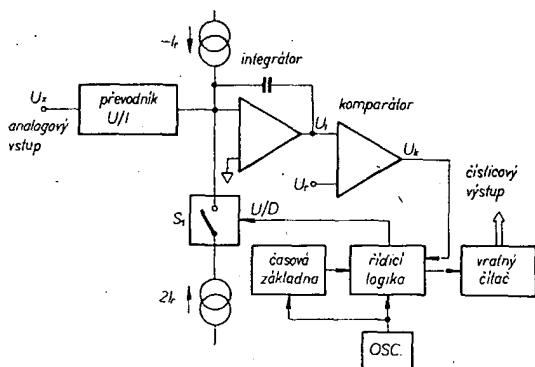 -Ir
integrátor
Ux
analogový
vstup
převodník
U/I
komparátor
U1
Uk
Ur
číslicový
výstup
S1
U/D
časová
základna
řídicí
logika
vratný
čítač
2Ir
OSC.